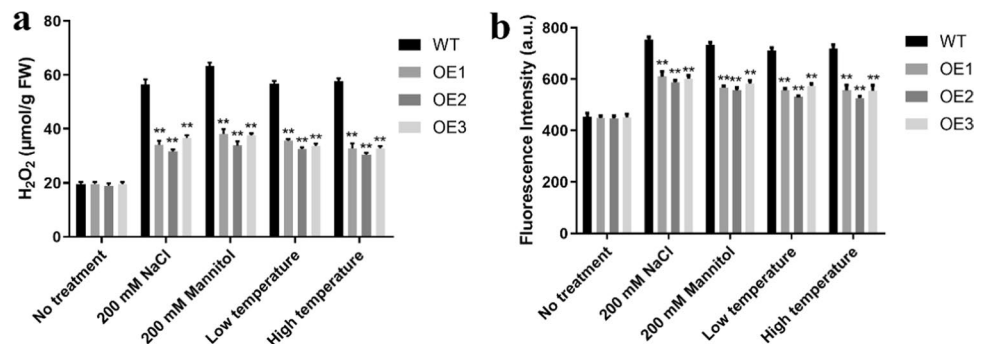 a
H₂O₂ (μmol/g FW)
80
60
40
20
0
** ** **
** ** **
** ** **
** ** **
No treatment
200 mM NaCl
200 mM Mannitol
Low temperature
High temperature
WT
OE1
OE2
OE3
b
Fluorescence Intensity (a.u.)
800
600
400
200
0
** ** **
** ** **
** ** **
** ** **
No treatment
200 mM NaCl
200 mM Mannitol
Low temperature
High temperature
WT
OE1
OE2
OE3